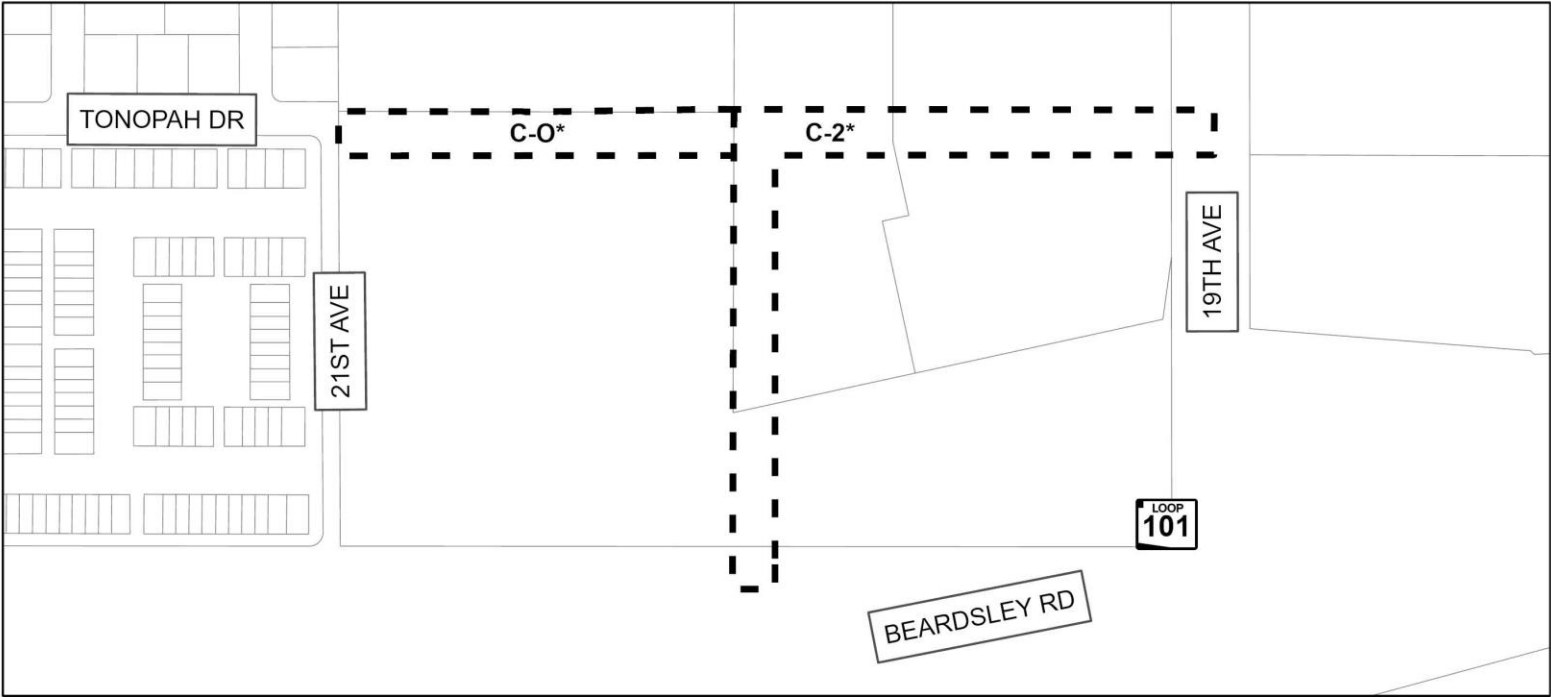 TONOPAH DR
C-O*
C-2*
21ST AVE
19TH AVE
LOOP
101
BEARDSLEY RD